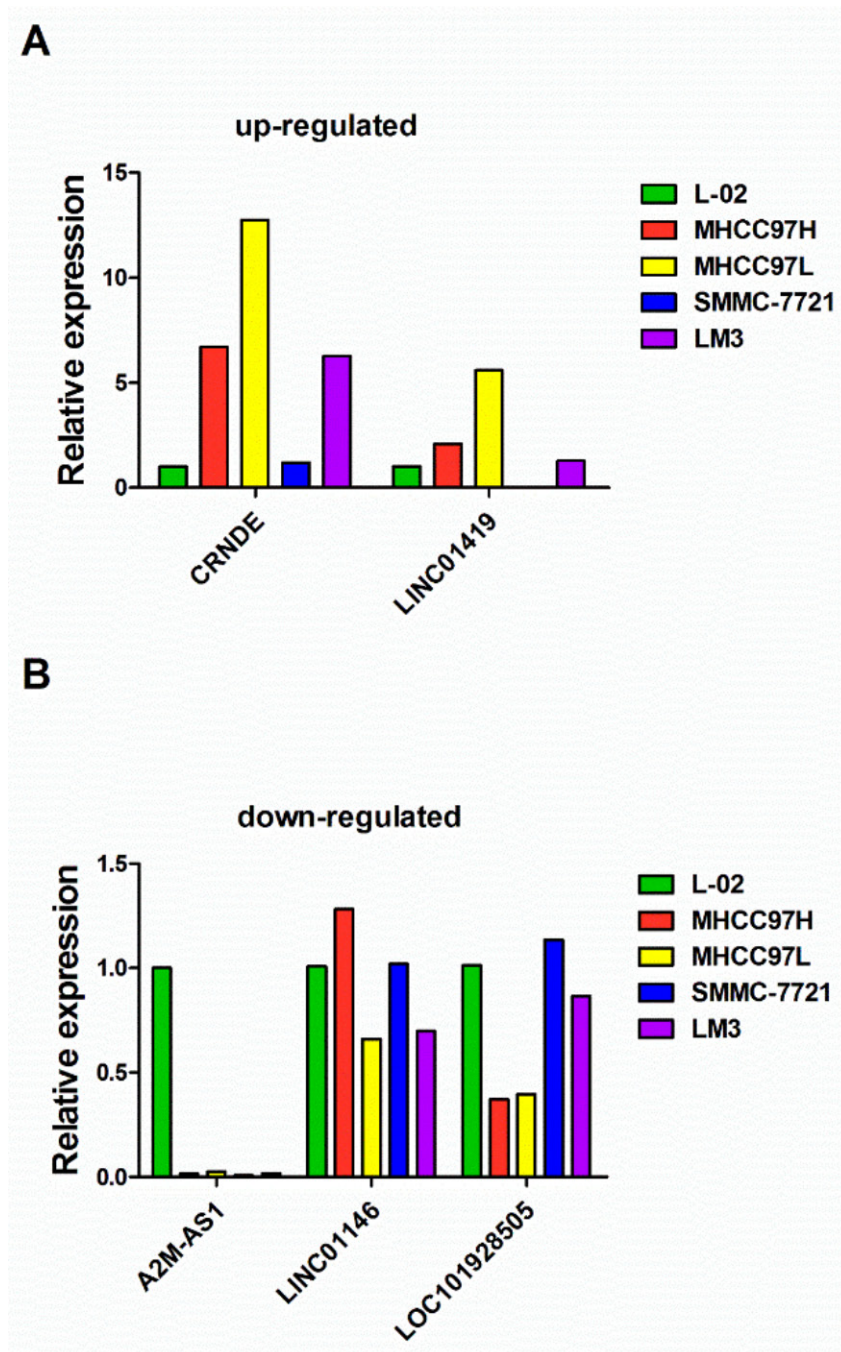 A
up-regulated
Relative expression
15
10
5
0
CRNDE
LINC01419
L-02
MHCC97H
MHCC97L
SMMC-7721
LM3
B
down-regulated
Relative expression
1.5
1.0
0.5
0.0
A2M-AS1
LINC01146
LOC101928505
L-02
MHCC97H
MHCC97L
SMMC-7721
LM3